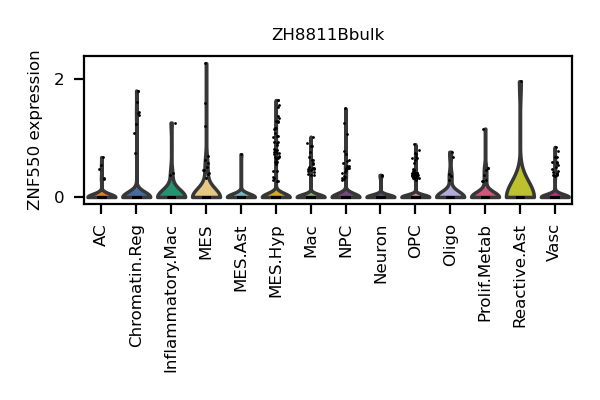 ZH8811Bbulk
ZNF550 expression
2
0
AC
Chromatin.Reg
Inflammatory.Mac
MES
MES.Ast
MES.Hyp
Mac
NPC
Neuron
OPC
Oligo
Prolif.Metab
Reactive.Ast
Vasc